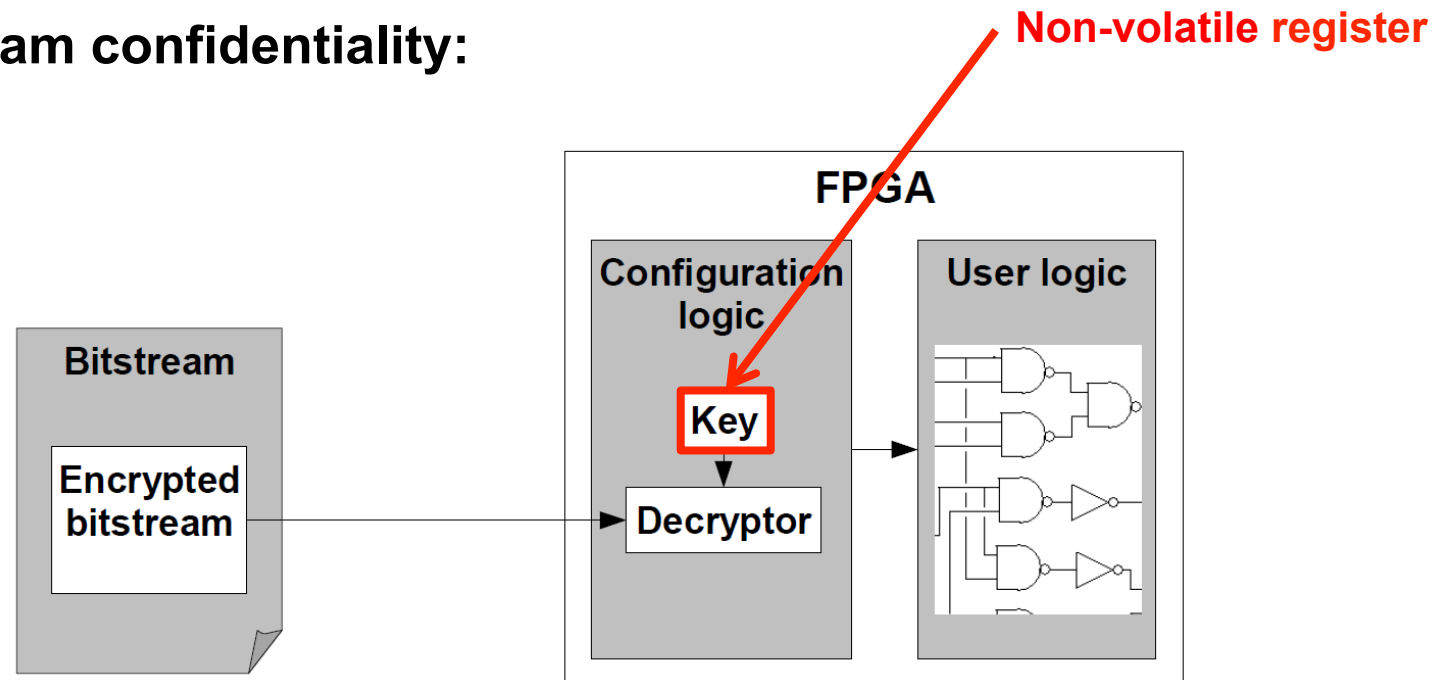 am confidentiality:
Non-volatile register
FPGA
Configuration
logic
User logic
Bitstream
Key
Encrypted
bitstream
Decryptor